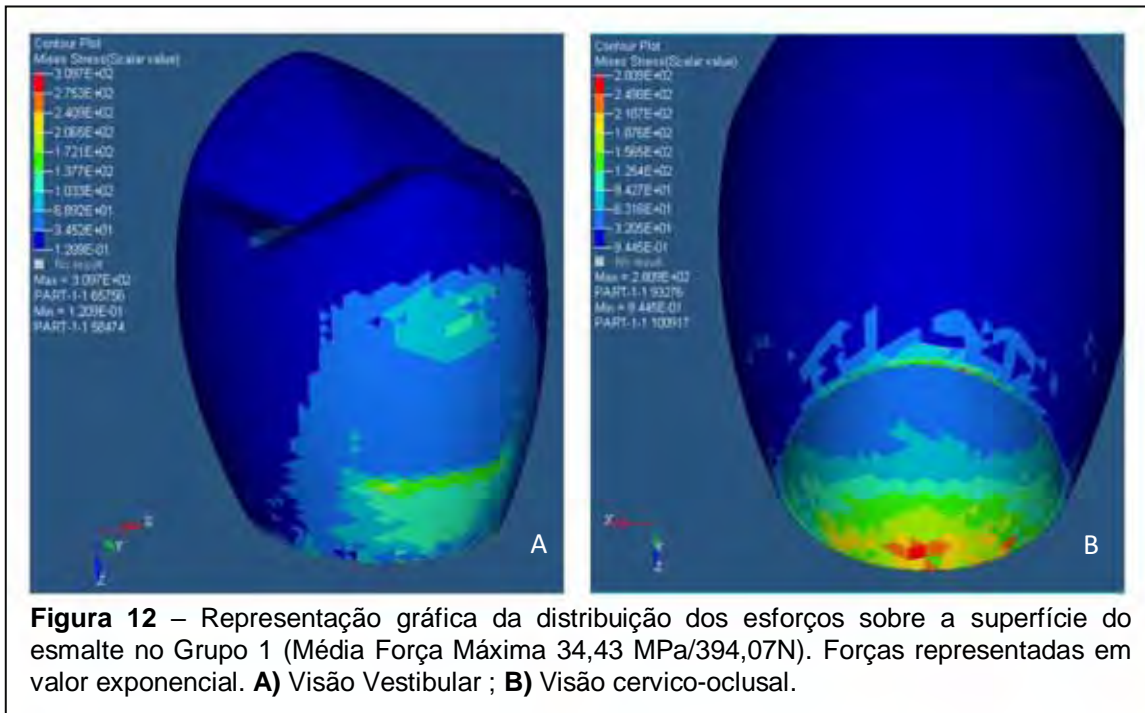 Contour Plot
Mises Stress(Scalar value)
3.097E+02
2.753E+02
2.409E+02
2.065E+02
1.721E+02
1.377E+02
1.033E+02
6.892E+01
3.452E+01
1.209E-01
No result
Max = 3.097E+02
PART-1-1 65756
Min = 1.209E-01
PART-1-1 58474
X
Y
Z
A
Contour Plot
Mises Stress(Scalar value)
2.809E+02
2.498E+02
2.187E+02
1.876E+02
1.565E+02
1.254E+02
9.427E+01
6.316E+01
3.205E+01
9.445E-01
No result
Max = 2.809E+02
PART-1-1 93276
Min = 9.445E-01
PART-1-1 100917
X
Y
Z
B
Figura 12 – Representação gráfica da distribuição dos esforços sobre a superfície do
esmalte no Grupo 1 (Média Força Máxima 34,43 MPa/394,07N). Forças representadas em
valor exponencial. A) Visão Vestibular ; B) Visão cervico-oclusal.